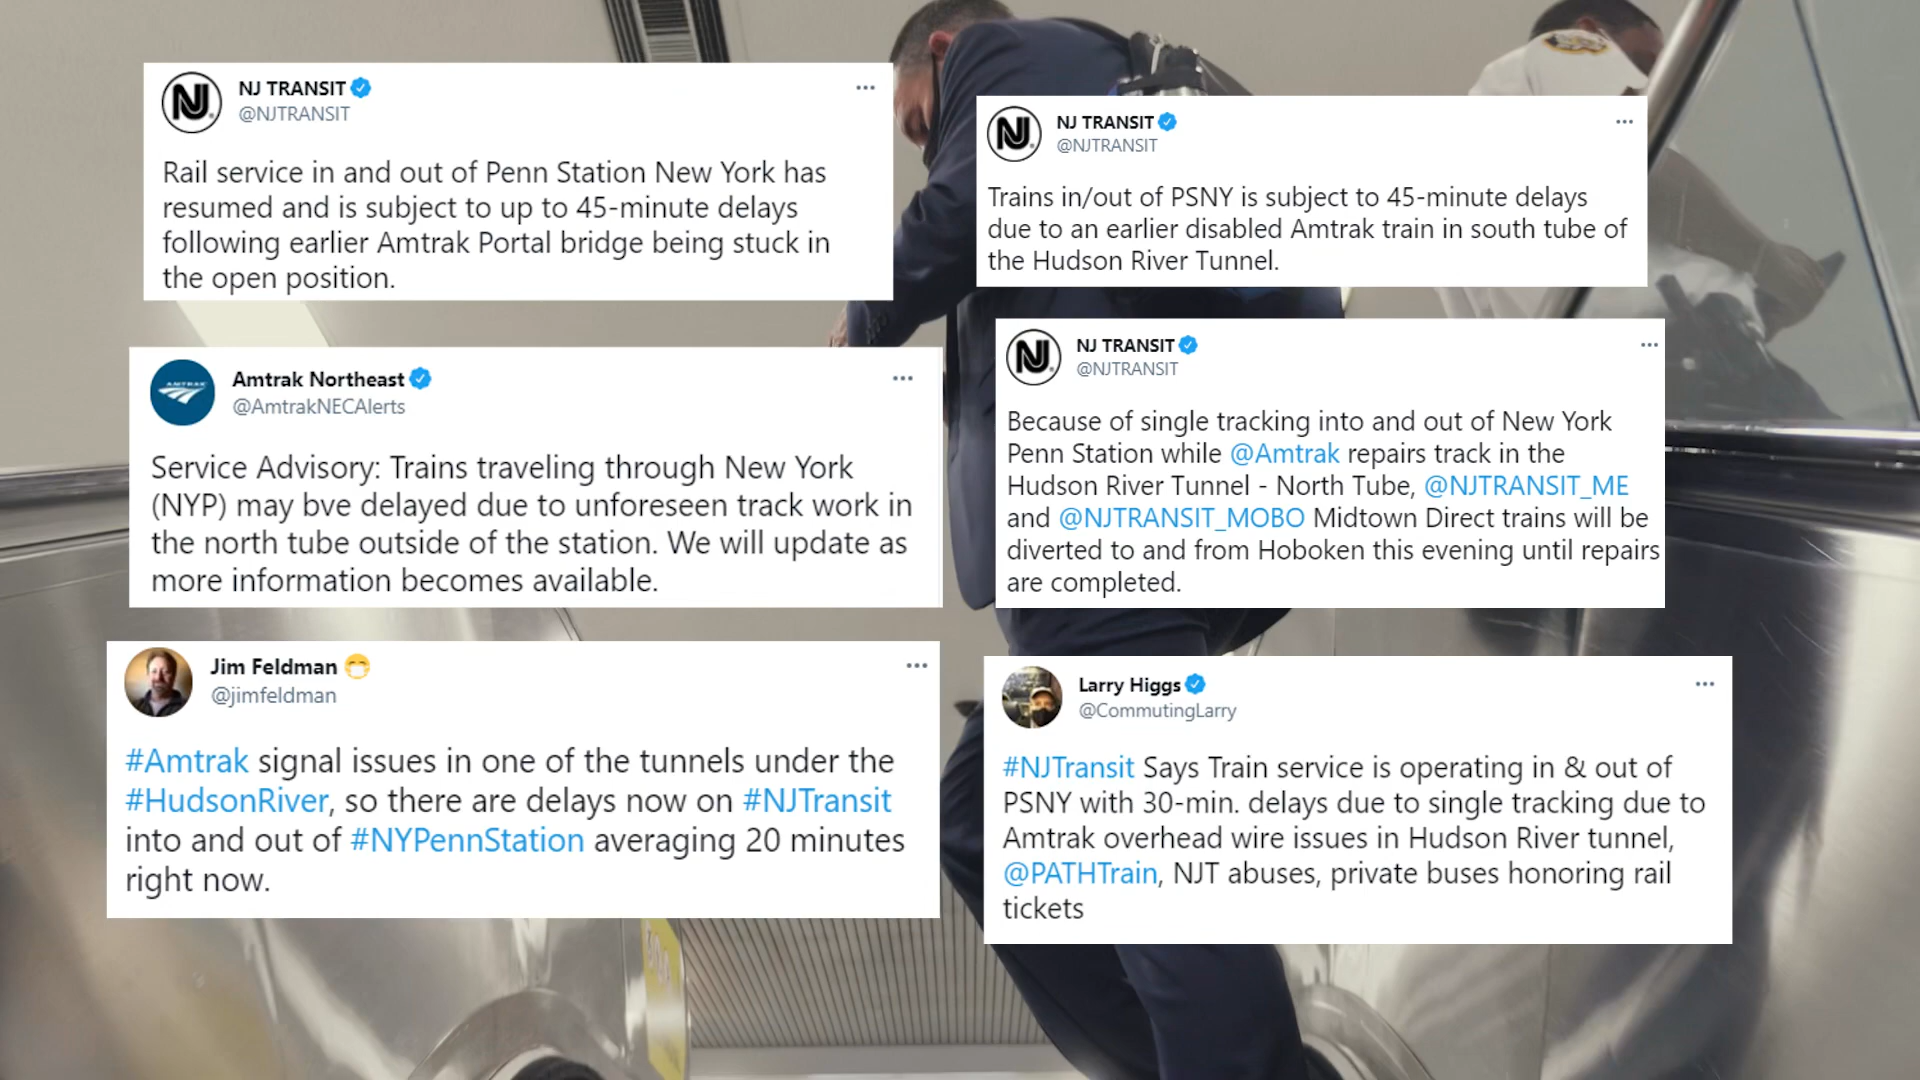 NJ TRANSIT
@NJTRANSIT
Rail service in and out of Penn Station New York has
resumed and is subject to up to 45-minute delays
following earlier Amtrak Portal bridge being stuck in
the open position.
NJ TRANSIT
@NJTRANSIT
Trains in/out of PSNY is subject to 45-minute delays
due to an earlier disabled Amtrak train in south tube of
the Hudson River Tunnel.
AMTRAK
Amtrak Northeast
@AmtrakNECAlerts
Service Advisory: Trains traveling through New York
(NYP) may bve delayed due to unforeseen track work in
the north tube outside of the station. We will update as
more information becomes available.
NJ TRANSIT
@NJTRANSIT
Because of single tracking into and out of New York
Penn Station while @Amtrak repairs track in the
Hudson River Tunnel - North Tube, @NJTRANSIT_ME
and @NJTRANSIT_MOBO Midtown Direct trains will be
diverted to and from Hoboken this evening until repairs
are completed.
Jim Feldman 😷
@jimfeldman
#Amtrak signal issues in one of the tunnels under the
#HudsonRiver, so there are delays now on #NJTransit
into and out of #NYPennStation averaging 20 minutes
right now.
Larry Higgs
@CommutingLarry
#NJTransit Says Train service is operating in & out of
PSNY with 30-min. delays due to single tracking due to
Amtrak overhead wire issues in Hudson River tunnel,
@PATHTrain, NJT abuses, private buses honoring rail
tickets